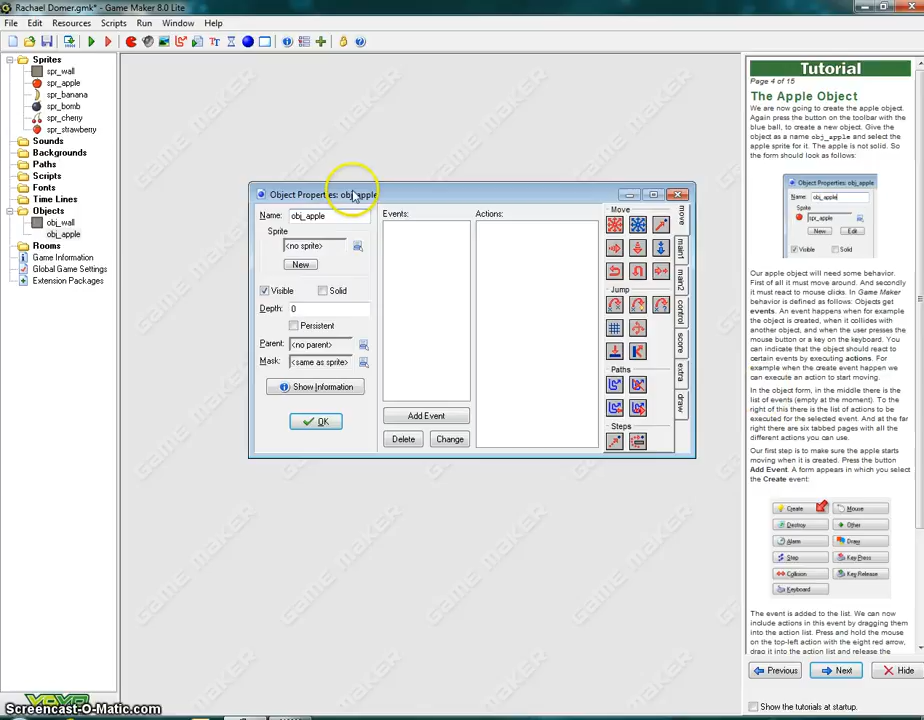 Rachael Domer.gmk* - Game Maker 8.0 Lite
File Edit Resources Scripts Run Window Help
Sprites
spr_wall
spr_apple
spr_banana
spr_bomb
spr_cherry
spr_strawberry
Sounds
Backgrounds
Paths
Scripts
Fonts
Time Lines
Objects
obj_wall
obj_apple
Rooms
Game Information
Global Game Settings
Extension Packages
Object Properties: obj_apple
Name: obj_apple
Sprite
<no sprite>
New
Visible Solid
Depth: 0
Persistent
Parent: <no parent>
Mask: <same as sprite>
Show Information
OK
Events:
Add Event
Delete Change
Actions:
Move
Jump
Paths
Steps
move
main1
main2
control
score
extra
draw
Tutorial
Page 4 of 15
The Apple Object
We are now going to create the apple object.
Again press the button on the toolbar with the
blue ball, to create a new object. Give the
object as a name obj_apple and select the
apple sprite for it. The apple is not solid. So
the form should look as follows:
Object Properties: obj_apple
Name: obj_apple
Sprite
spr_apple
New Edit
Visible Solid
Our apple object will need some behavior.
First of all it must move around. And secondly
it must react to mouse clicks. In Game Maker
behavior is defined as follows: Objects get
events. An event happens when for example
the object is created, when it collides with
another object, and when the user presses the
mouse button or a key on the keyboard. You
can indicate that the object should react to
certain events by executing actions. For
example when the create event happen we
can execute an action to start moving.
In the object form, in the middle there is the
list of events (empty at the moment). To the
right of this there is the list of actions to be
executed for the selected event. And at the far
right there are six tabbed pages with all the
different actions you can use.
Our first step is to make sure the apple starts
moving when it is created. Press the button
Add Event. A form appears in which you select
the Create event:
Create Mouse
Destroy Other
Alarm Draw
Step Key Press
Collision Key Release
Keyboard
The event is added to the list. We can now
include actions in this event by dragging them
into the action list. Press and hold the mouse
on the top-left action with the eight red arrow,
drag it into the action list and release the
Previous Next Hide
Show the tutorials at startup.
Screencast-O-Matic.com